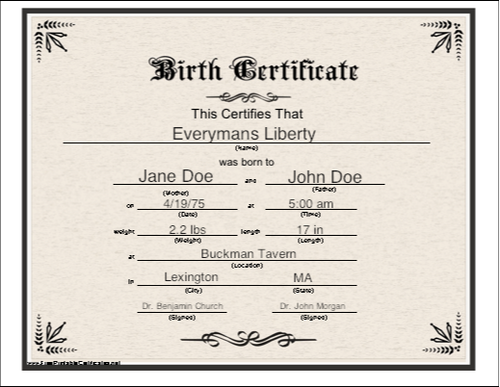 Birth Certificate
This Certifies That
Everymans Liberty
(Name)
was born to
Jane Doe and John Doe
(Mother) (Father)
on 4/19/75 at 5:00 am
(Date) (Time)
weight 2.2 lbs length 17 in
(Weight) (Length)
at Buckman Tavern
(Location)
in Lexington MA
(City) (State)
Dr. Benjamin Church Dr. John Morgan
(Signed) (Signed)
www.FreePrintableCertificates.net